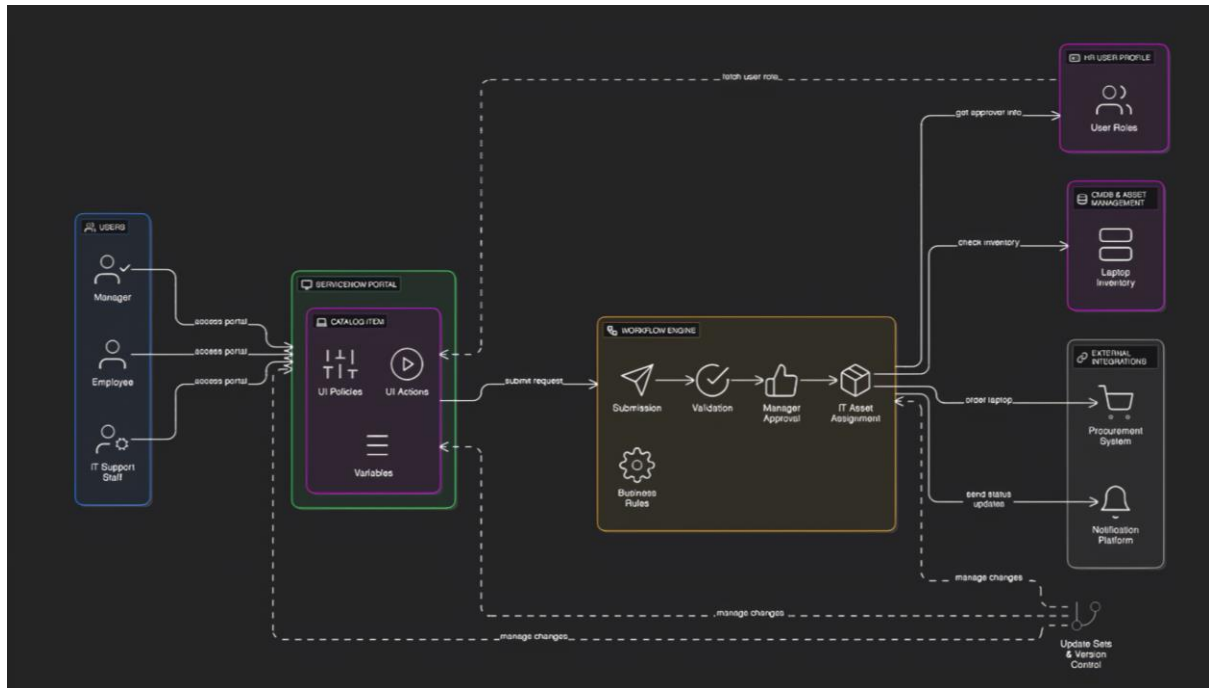 HR USER PROFILE
fetch user role
get approver info
User Roles
CMDB & ASSET
MANAGEMENT
USERS
check inventory
Laptop
Inventory
SERVICENOW PORTAL
Manager
CATALOG ITEM
access portal
WORKFLOW ENGINE
access portal
EXTERNAL
INTEGRATIONS
Employee
access portal
UI Policies
UI Actions
submit request
Submission
Validation
Manager
Approval
IT Asset
Assignment
order laptop
Procurement
System
IT Support
Staff
Variables
Business
Rules
send status
updates
Notification
Platform
manage changes
manage changes
manage changes
Update Sets
& Version
Control